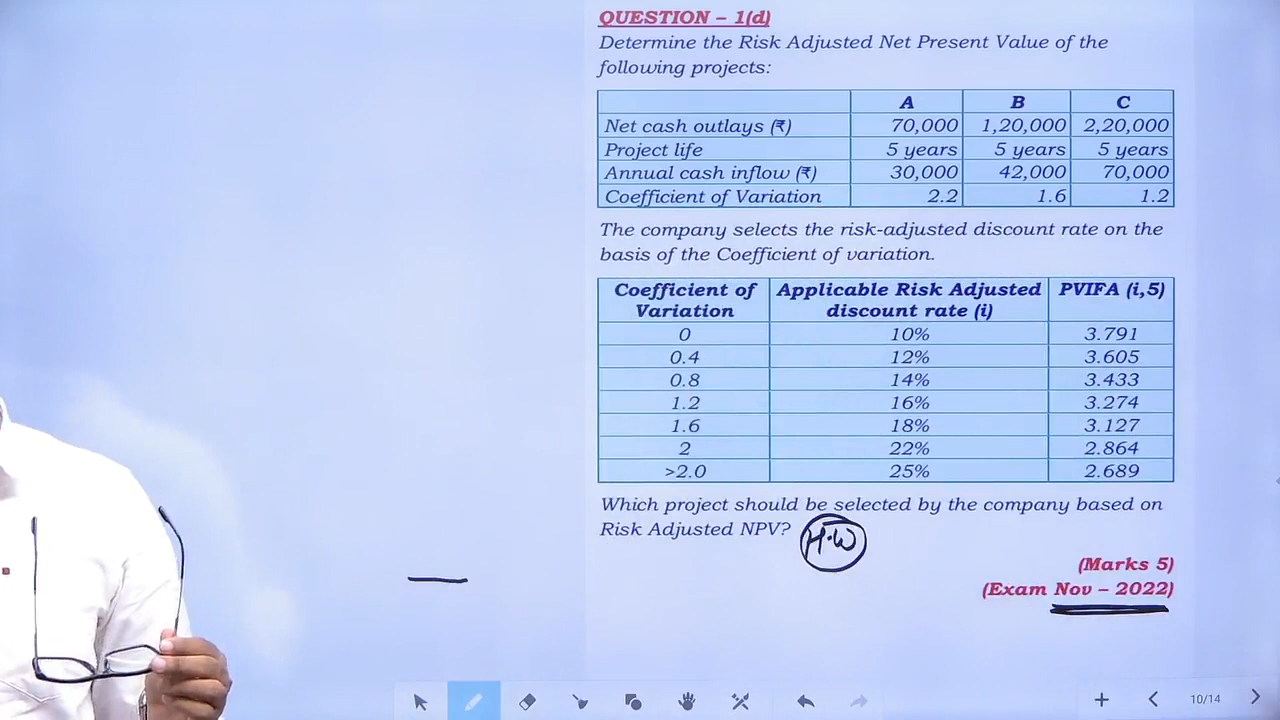 QUESTION – 1(d)
Determine the Risk Adjusted Net Present Value of the
following projects:
A B C
Net cash outlays (₹) 70,000 1,20,000 2,20,000
Project life 5 years 5 years 5 years
Annual cash inflow (₹) 30,000 42,000 70,000
Coefficient of Variation 2.2 1.6 1.2
The company selects the risk-adjusted discount rate on the
basis of the Coefficient of variation.
Coefficient of Applicable Risk Adjusted PVIFA (i,5)
Variation discount rate (i)
0 10% 3.791
0.4 12% 3.605
0.8 14% 3.433
1.2 16% 3.274
1.6 18% 3.127
2 22% 2.864
>2.0 25% 2.689
Which project should be selected by the company based on
Risk Adjusted NPV? H.W
(Marks 5)
(Exam Nov – 2022)
10/14